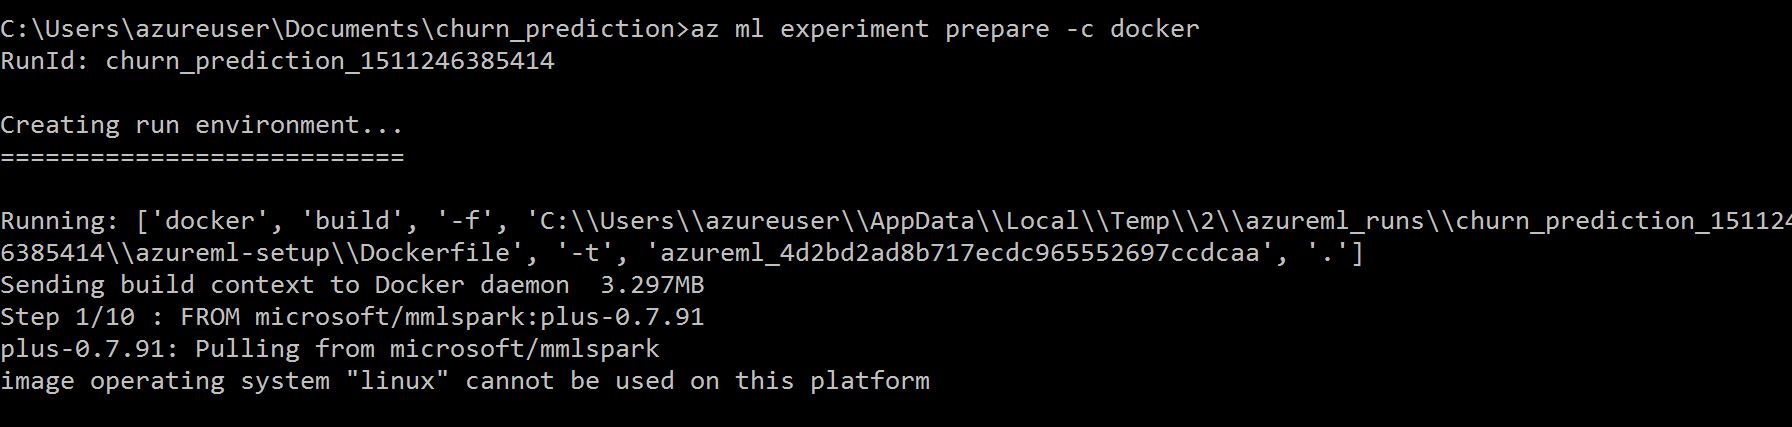 C:\Users\azureuser\Documents\churn_prediction>az ml experiment prepare -c docker
RunId: churn_prediction_1511246385414
Creating run environment...
===========================
Running: ['docker', 'build', '-f', 'C:\\Users\\azureuser\\AppData\\Local\\Temp\\2\\azureml_runs\\churn_prediction_151124
6385414\\azureml-setup\\Dockerfile', '-t', 'azureml_4d2bd2ad8b717ecdc965552697ccdcaa', '.']
Sending build context to Docker daemon  3.297MB
Step 1/10 : FROM microsoft/mmlspark:plus-0.7.91
plus-0.7.91: Pulling from microsoft/mmlspark
image operating system "linux" cannot be used on this platform